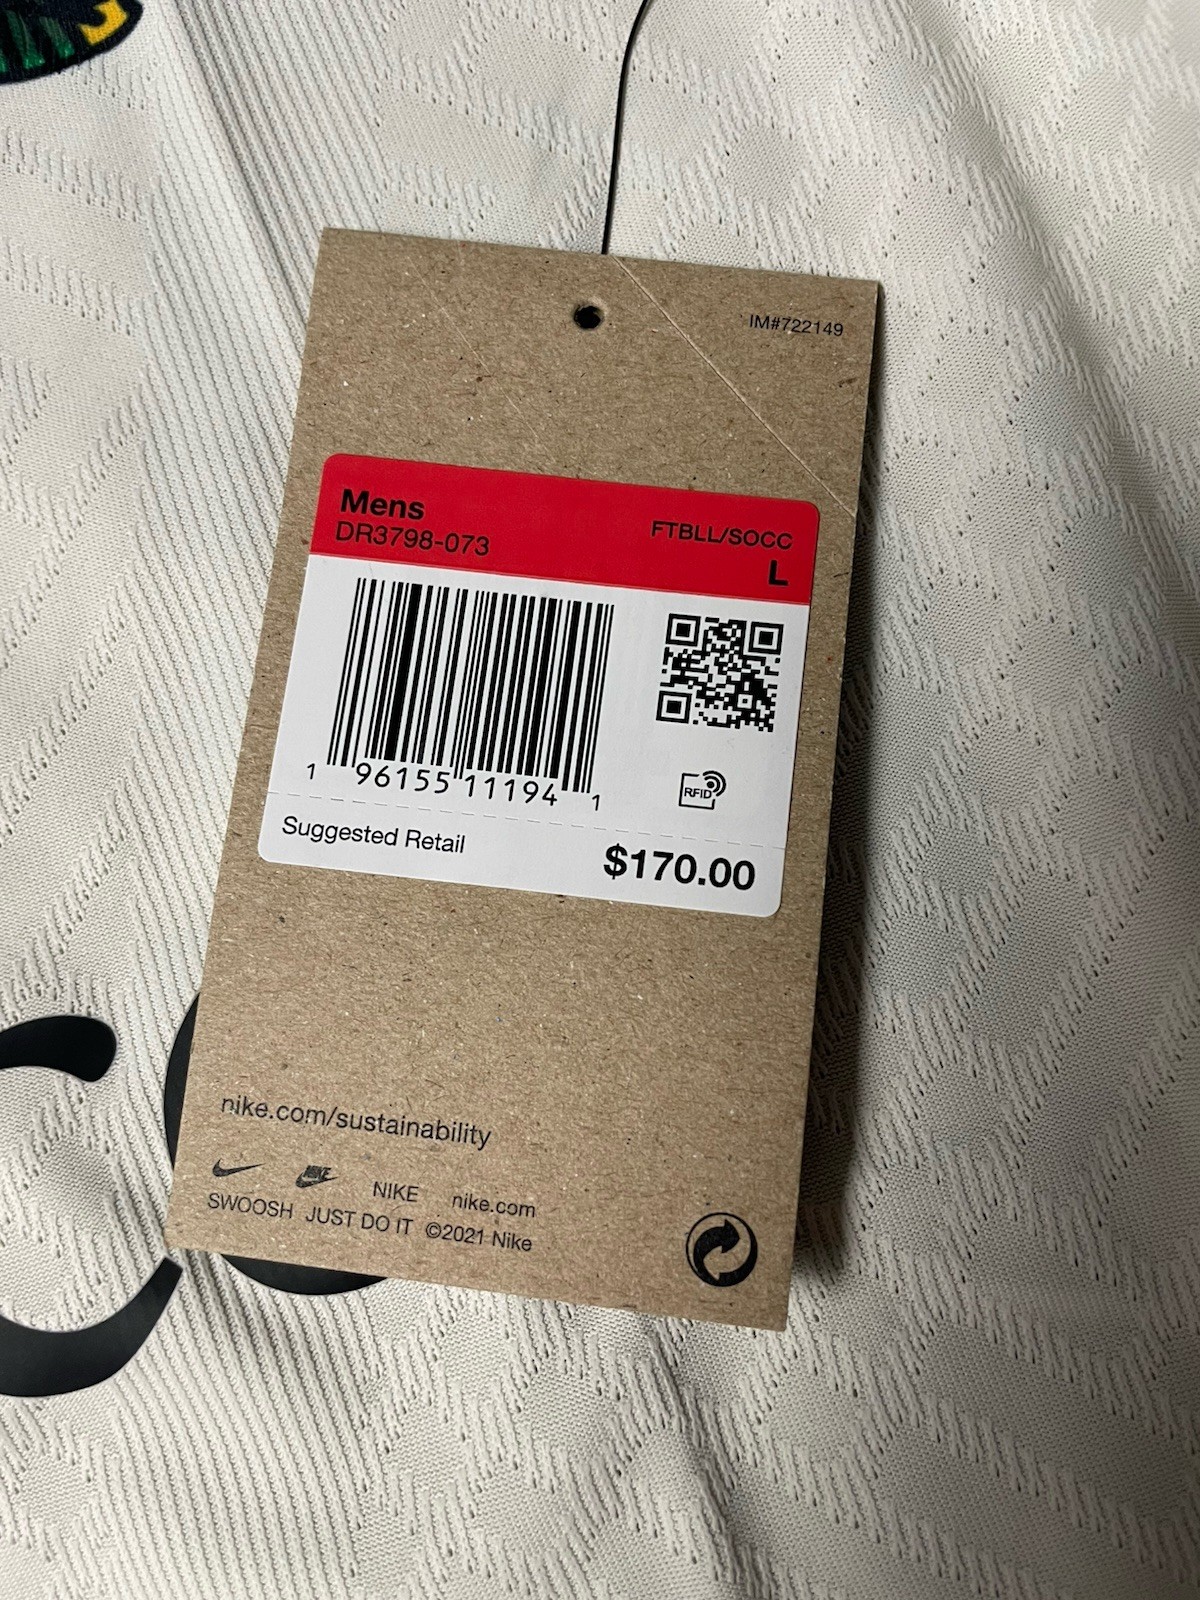 IM#722149
Mens
DR3798-073
FTBLL/SOCC
L
1 96155 11194 1
RFID
Suggested Retail
$170.00
nike.com/sustainability
NIKE NIKE nike.com
SWOOSH JUST DO IT ©2021 Nike